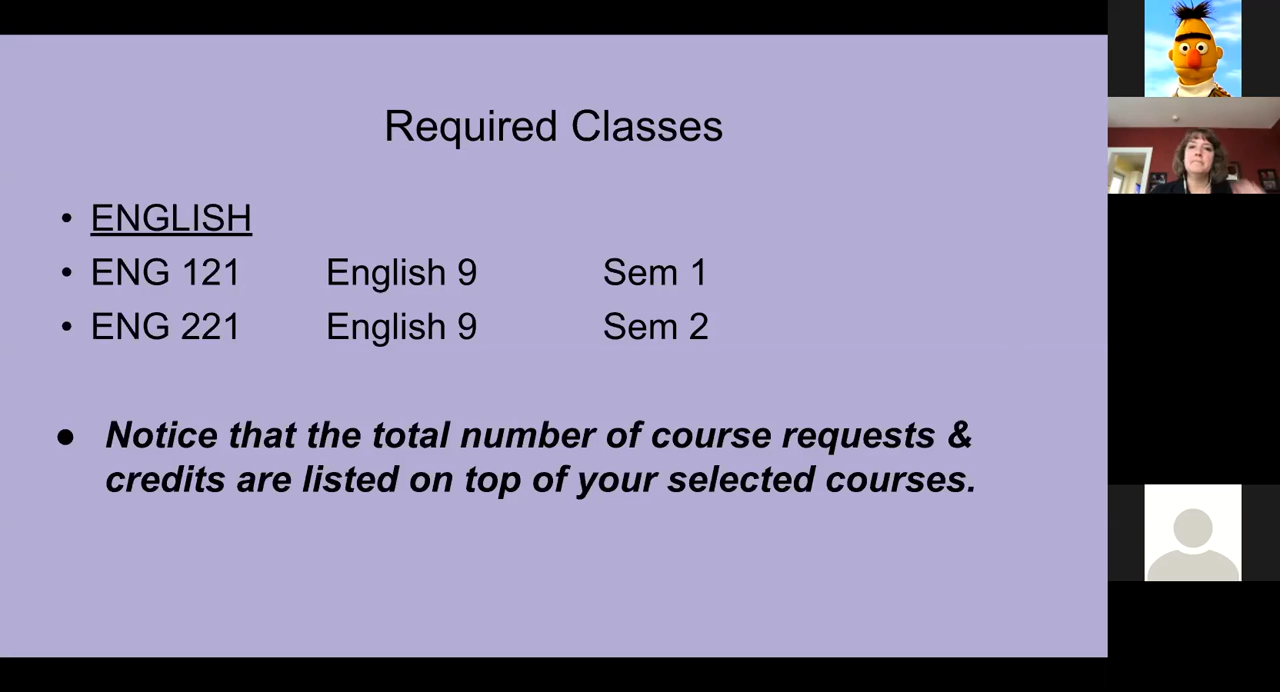 Required Classes
• ENGLISH
• ENG 121 English 9 Sem 1
• ENG 221 English 9 Sem 2
● Notice that the total number of course requests &
credits are listed on top of your selected courses.